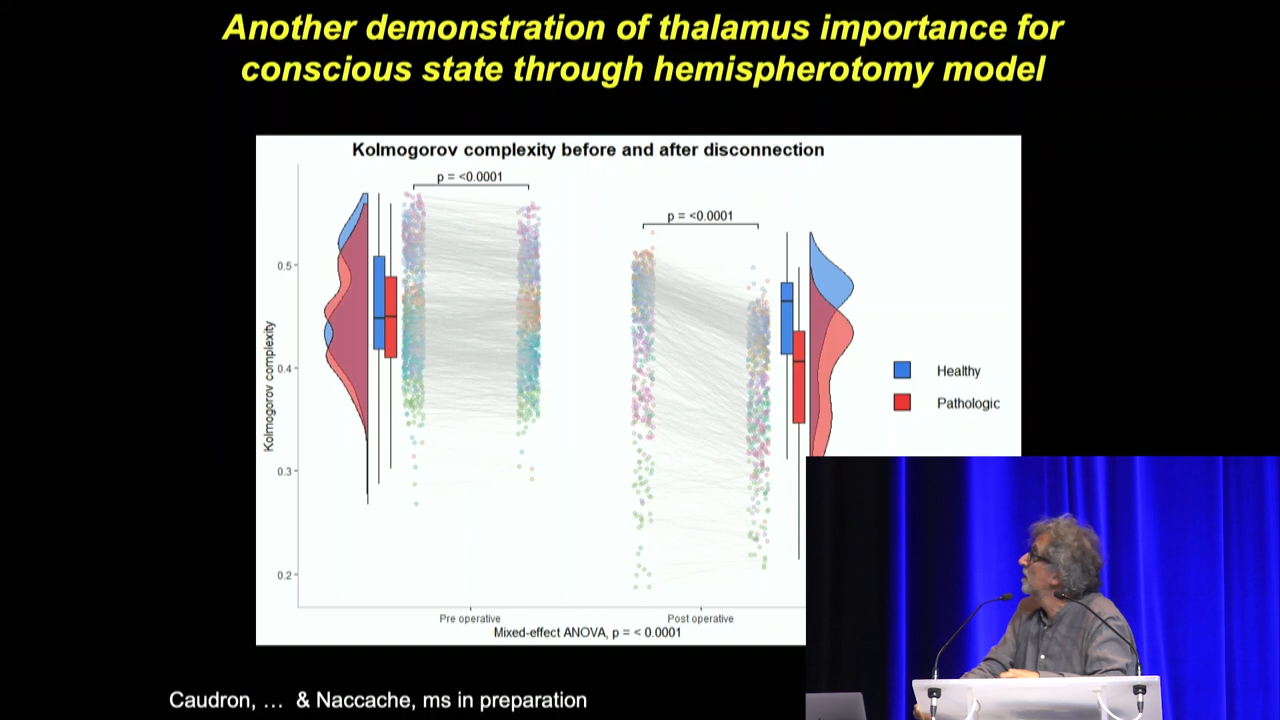 Another demonstration of thalamus importance for
conscious state through hemispherotomy model
Kolmogorov complexity before and after disconnection
p = <0.0001
p = <0.0001
Kolmogorov complexity
0.5
0.4
0.3
0.2
Healthy
Pathologic
Pre operative
Post operative
Mixed-effect ANOVA, p = < 0.0001
Caudron, … & Naccache, ms in preparation